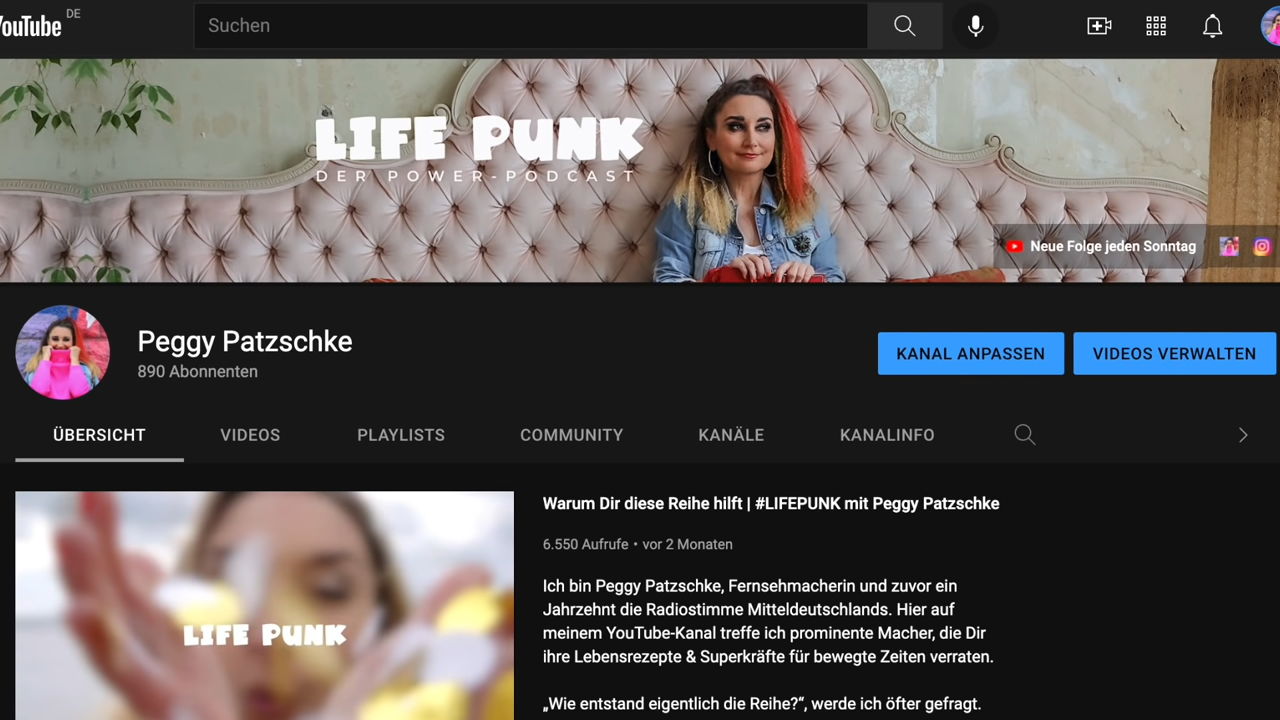 YouTube DE
Suchen
LIFE PUNK
DER POWER-PODCAST
Neue Folge jeden Sonntag
Peggy Patzschke
890 Abonnenten
KANAL ANPASSEN
VIDEOS VERWALTEN
ÜBERSICHT
VIDEOS
PLAYLISTS
COMMUNITY
KANÄLE
KANALINFO
LIFE PUNK
Warum Dir diese Reihe hilft | #LIFEPUNK mit Peggy Patzschke
6.550 Aufrufe • vor 2 Monaten
Ich bin Peggy Patzschke, Fernsehmacherin und zuvor ein
Jahrzehnt die Radiostimme Mitteldeutschlands. Hier auf
meinem YouTube-Kanal treffe ich prominente Macher, die Dir
ihre Lebensrezepte & Superkräfte für bewegte Zeiten verraten.
„Wie entstand eigentlich die Reihe?“, werde ich öfter gefragt.